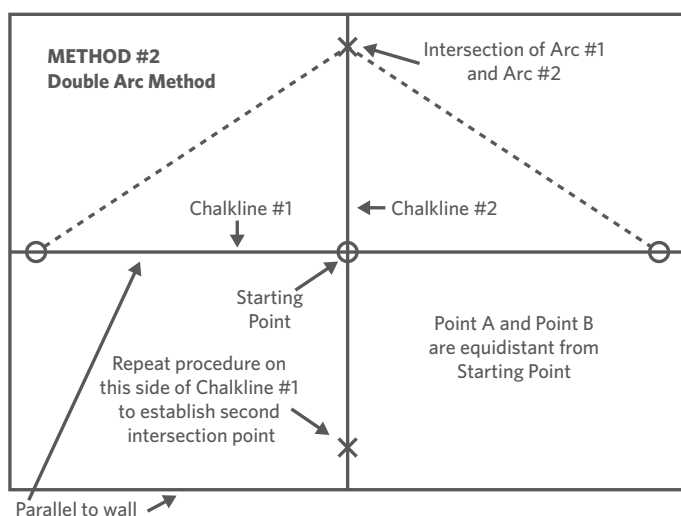 METHOD #2
Double Arc Method
Intersection of Arc #1
and Arc #2
Chalkline #1
Chalkline #2
Starting
Point
Point A and Point B
are equidistant from
Starting Point
Repeat procedure on
this side of Chalkline #1
to establish second
intersection point
Parallel to wall